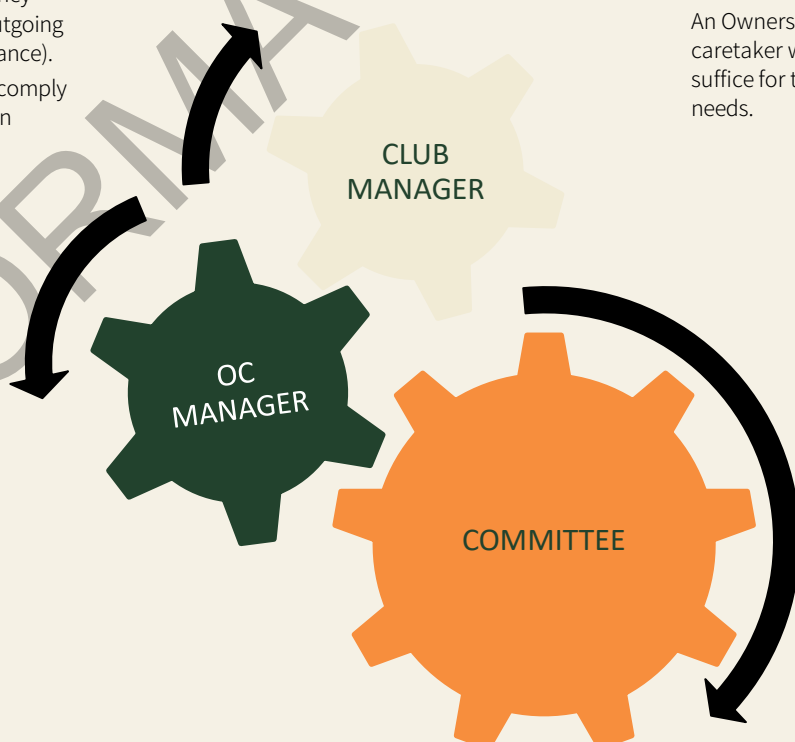 utgoing
ance).
comply
n
An Owners
caretaker w
suffice for t
needs.
CLUB
MANAGER
OC
MANAGER
COMMITTEE
ORMA